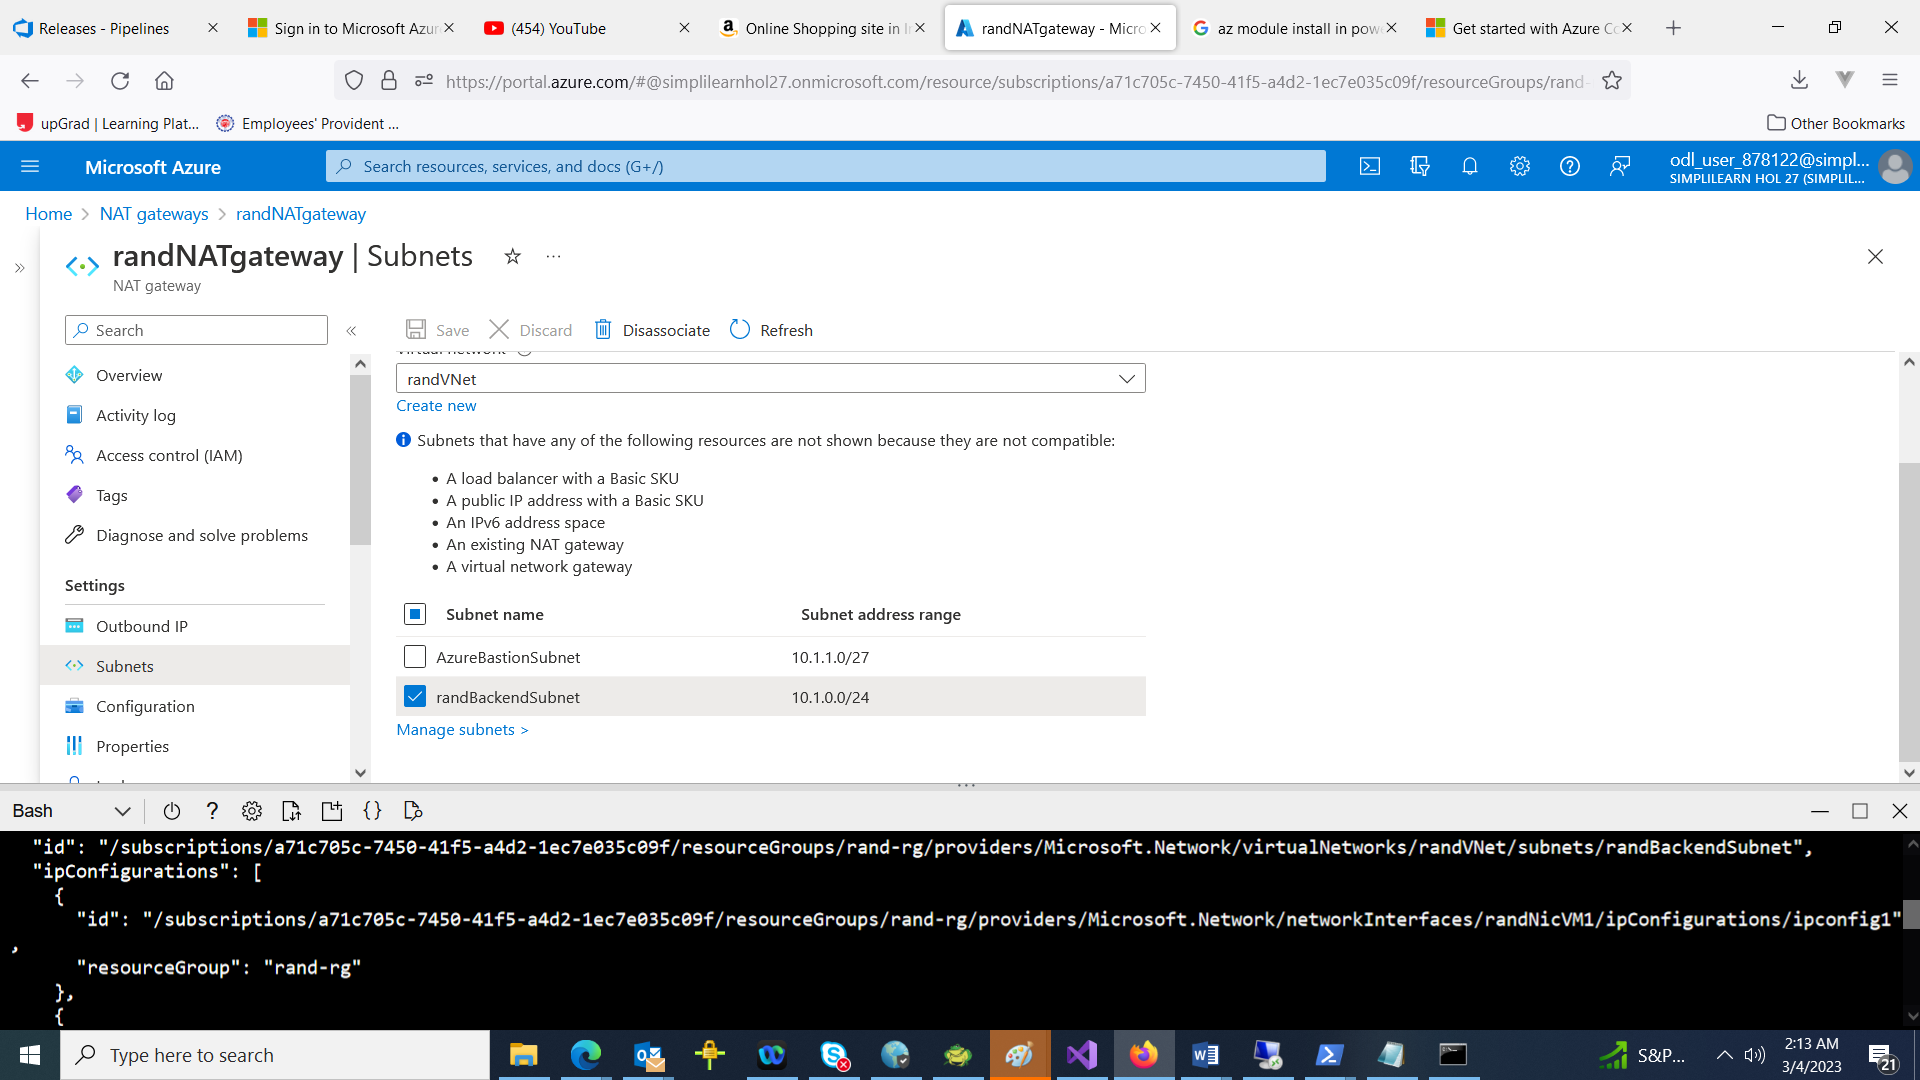 Releases - Pipelines
Sign in to Microsoft Azur
(454) YouTube
Online Shopping site in I
randNATgateway - Micro
az module install in powe
Get started with Azure Co
https://portal.azure.com/#@simplilearnhol27.onmicrosoft.com/resource/subscriptions/a71c705c-7450-41f5-a4d2-1ec7e035c09f/resourceGroups/rand-
upGrad | Learning Plat...
Employees' Provident ...
Other Bookmarks
Microsoft Azure
Search resources, services, and docs (G+/)
odl_user_878122@simpl...
SIMPLILEARN HOL 27 (SIMPLIL...
Home > NAT gateways > randNATgateway
randNATgateway | Subnets
NAT gateway
Search
Save
Discard
Disassociate
Refresh
Overview
Activity log
Access control (IAM)
Tags
Diagnose and solve problems
Settings
Outbound IP
Subnets
Configuration
Properties
Virtual network
randVNet
Create new
Subnets that have any of the following resources are not shown because they are not compatible:
• A load balancer with a Basic SKU
• A public IP address with a Basic SKU
• An IPv6 address space
• An existing NAT gateway
• A virtual network gateway
Subnet name Subnet address range
AzureBastionSubnet 10.1.1.0/27
randBackendSubnet 10.1.0.0/24
Manage subnets >
Bash
"id": "/subscriptions/a71c705c-7450-41f5-a4d2-1ec7e035c09f/resourceGroups/rand-rg/providers/Microsoft.Network/virtualNetworks/randVNet/subnets/randBackendSubnet",
"ipConfigurations": [
{
"id": "/subscriptions/a71c705c-7450-41f5-a4d2-1ec7e035c09f/resourceGroups/rand-rg/providers/Microsoft.Network/networkInterfaces/randNicVM1/ipConfigurations/ipconfig1"
,
"resourceGroup": "rand-rg"
},
{
Type here to search
S&P...
2:13 AM
3/4/2023
21